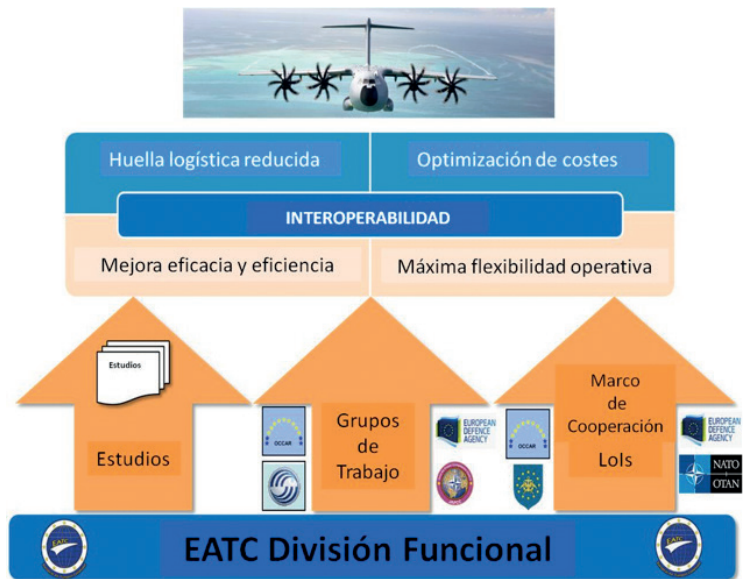 Huella logística reducida
Optimización de costes
INTEROPERABILIDAD
Mejora eficacia y eficiencia
Máxima flexibilidad operativa
Estudios
Estudios
OCCAR
Grupos
de
Trabajo
EUROPEAN
DEFENCE
AGENCY
OCCAR
Marco
de
Cooperación
LoIs
EUROPEAN
DEFENCE
AGENCY
NATO
OTAN
EATC
EATC División Funcional
EATC